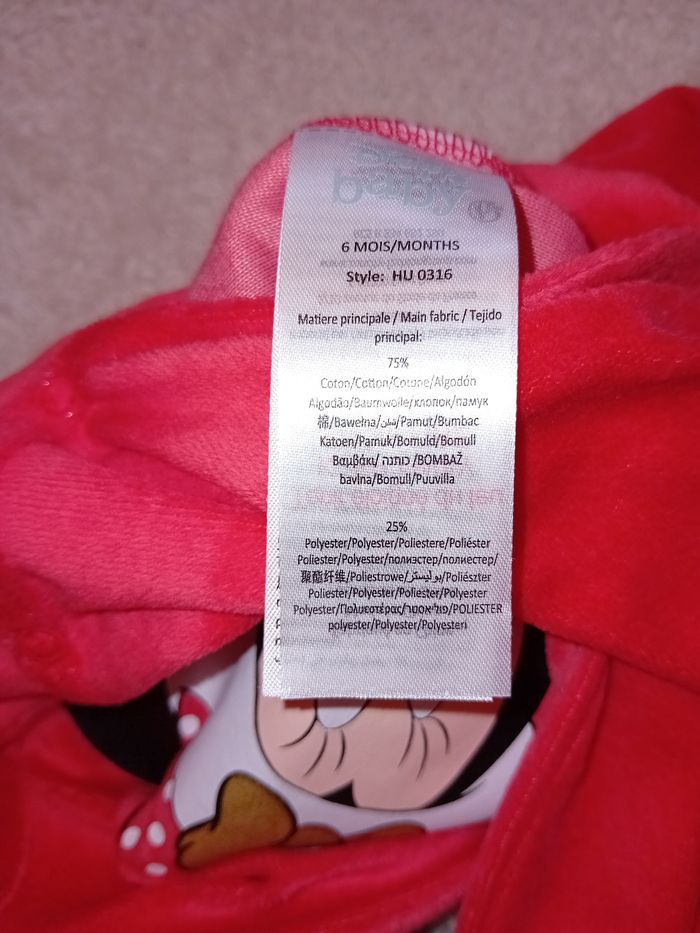 baby
6 MOIS/MONTHS
Style: HU 0316
Matiere principale / Main fabric / Tejido
principal:
75%
Coton/Cotton/Cotone/Algodón
Algodão/Baumwolle/хлопок/памук
棉/Bawełna/قطن/Pamut/Bumbac
Katoen/Pamuk/Bomuld/Bomull
Βαμβάκι/ כותנה /BOMBAŽ
bavlna/Bomull/Puuvilla
25%
Polyester/Polyester/Poliestere/Poliéster
Poliéster/Polyester/полиэстер/полиестер/
聚酯纤维/Poliestrowe/بوليستر/Poliészter
Poliester/Polyester/Poliester/Polyester
Polyester/Πολυεστέρας/פוליאסטר/POLIESTER
polyester/Polyester/Polyesteri